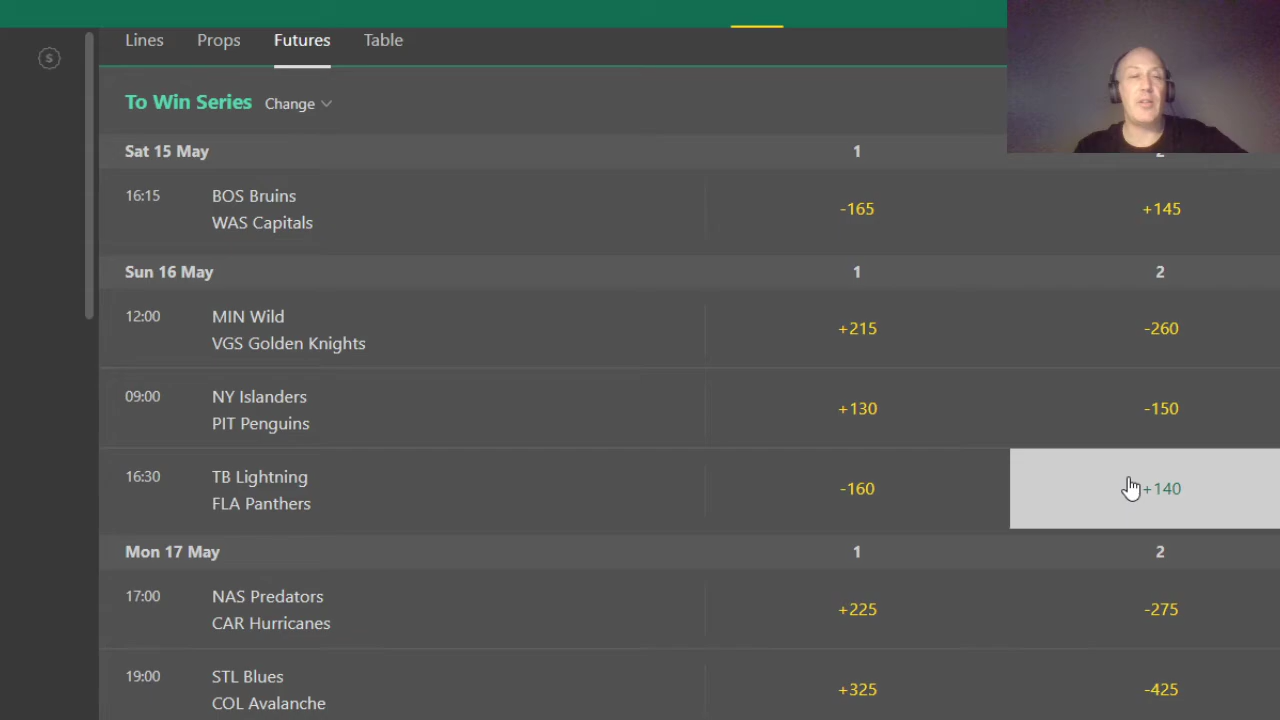 Lines Props Futures Table
$
To Win Series Change
Sat 15 May 1
16:15 BOS Bruins -165 +145
WAS Capitals
Sun 16 May 1 2
12:00 MIN Wild +215 -260
VGS Golden Knights
09:00 NY Islanders +130 -150
PIT Penguins
16:30 TB Lightning -160 +140
FLA Panthers
Mon 17 May 1 2
17:00 NAS Predators +225 -275
CAR Hurricanes
19:00 STL Blues +325 -425
COL Avalanche